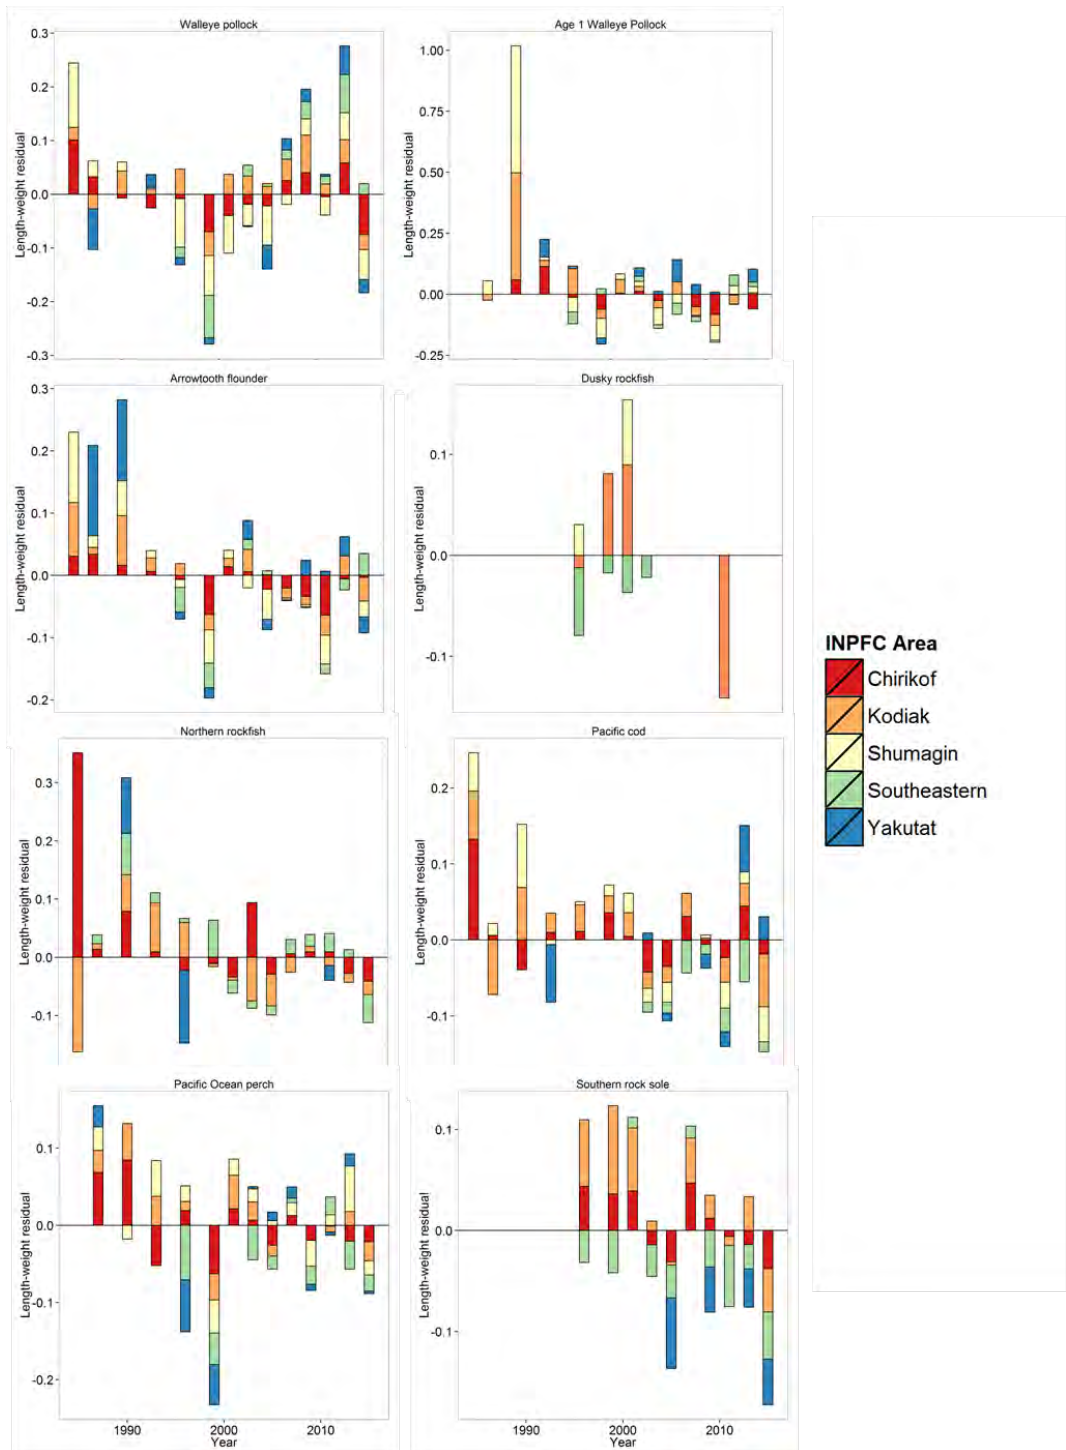 Walleye pollock
Age 1 Walleye Pollock
Length-weight residual
0.3
0.2
0.1
0.0
-0.1
-0.2
-0.3
Length-weight residual
1.00
0.75
0.50
0.25
0.00
-0.25
Arrowtooth flounder
Dusky rockfish
Length-weight residual
0.3
0.2
0.1
0.0
-0.1
-0.2
Length-weight residual
0.1
0.0
-0.1
INPFC Area
Chirikof
Kodiak
Shumagin
Southeastern
Yakutat
Northern rockfish
Pacific cod
Length-weight residual
0.3
0.2
0.1
0.0
-0.1
Length-weight residual
0.2
0.1
0.0
-0.1
Pacific Ocean perch
Southern rock sole
Length-weight residual
0.1
0.0
-0.1
-0.2
Length-weight residual
0.1
0.0
-0.1
1990
2000
2010
Year
1990
2000
2010
Year